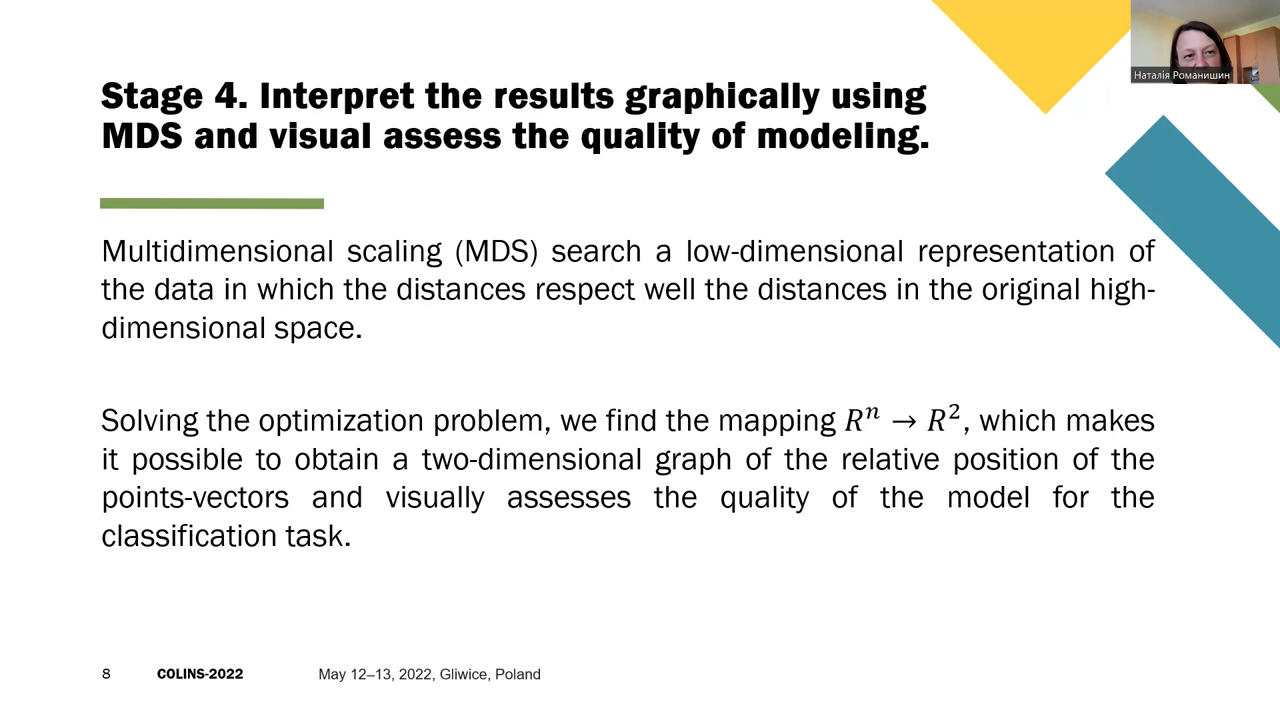 Наталія Романишин
Stage 4. Interpret the results graphically using
MDS and visual assess the quality of modeling.
Multidimensional scaling (MDS) search a low-dimensional representation of
the data in which the distances respect well the distances in the original high-
dimensional space.
Solving the optimization problem, we find the mapping Rⁿ → R², which makes
it possible to obtain a two-dimensional graph of the relative position of the
points-vectors and visually assesses the quality of the model for the
classification task.
8 COLINS-2022 May 12–13, 2022, Gliwice, Poland